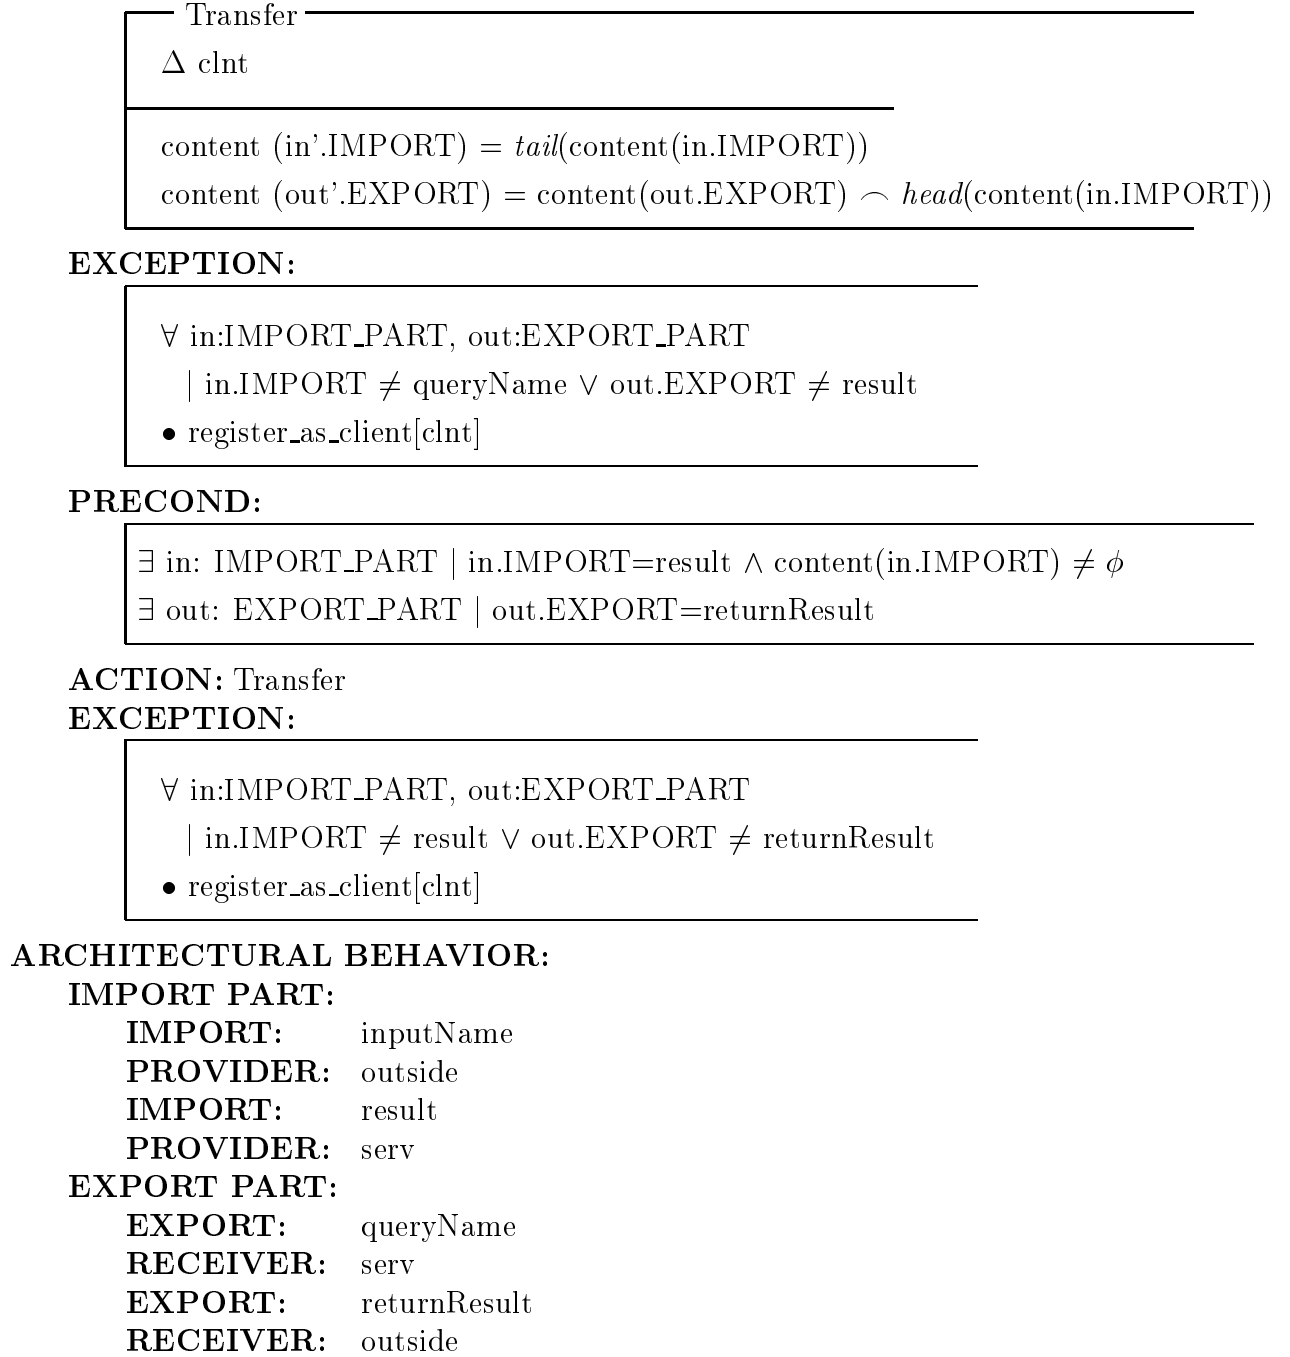 Transfer
Δ clnt
content (in’.IMPORT) = tail(content(in.IMPORT))
content (out’.EXPORT) = content(out.EXPORT) ⌢ head(content(in.IMPORT))
EXCEPTION:
∀ in:IMPORT_PART, out:EXPORT_PART
| in.IMPORT ≠ queryName ∨ out.EXPORT ≠ result
• register_as_client[clnt]
PRECOND:
∃ in: IMPORT_PART | in.IMPORT=result ∧ content(in.IMPORT) ≠ ϕ
∃ out: EXPORT_PART | out.EXPORT=returnResult
ACTION: Transfer
EXCEPTION:
∀ in:IMPORT_PART, out:EXPORT_PART
| in.IMPORT ≠ result ∨ out.EXPORT ≠ returnResult
• register_as_client[clnt]
ARCHITECTURAL BEHAVIOR:
IMPORT PART:
IMPORT: inputName
PROVIDER: outside
IMPORT: result
PROVIDER: serv
EXPORT PART:
EXPORT: queryName
RECEIVER: serv
EXPORT: returnResult
RECEIVER: outside